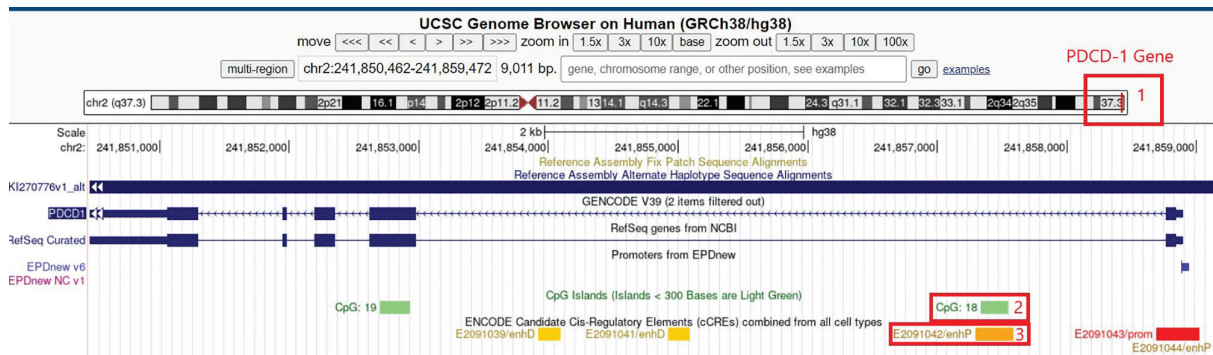 UCSC Genome Browser on Human (GRCh38/hg38)
move <<< << < > >> >>> zoom in 1.5x 3x 10x base zoom out 1.5x 3x 10x 100x
multi-region chr2:241,850,462-241,859,472 9,011 bp. gene, chromosome range, or other position, see examples go examples
PDCD-1 Gene
chr2 (q37.3) 2p21 16.1 p14 2p12 2p11.2 11.2 13 14.1 q14.3 22.1 24.3 q31.1 32.1 32.3 33.1 2q34 2q35 37.3 1
Scale 2 kb hg38
chr2: 241,851,000 241,852,000 241,853,000 241,854,000 241,855,000 241,856,000 241,857,000 241,858,000 241,859,000
Reference Assembly Fix Patch Sequence Alignments
Reference Assembly Alternate Haplotype Sequence Alignments
KI270776v1_alt
GENCODE V39 (2 items filtered out)
PDCD1
RefSeq genes from NCBI
RefSeq Curated
Promoters from EPDnew
EPDnew v6
EPDnew NC v1
CpG Islands (Islands < 300 Bases are Light Green)
CpG: 19 CpG: 18 2
ENCODE Candidate Cis-Regulatory Elements (cCREs) combined from all cell types
E2091039/enhD E2091041/enhD E2091042/enhP 3 E2091043/prom
E2091044/enhP